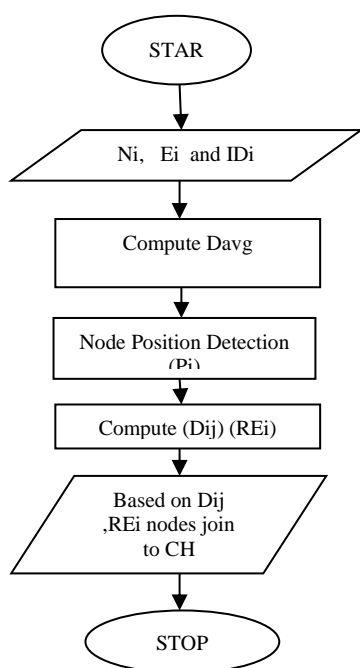 STAR
Ni, Ei and IDi
Compute Davg
Node Position Detection
(Pi)
Compute (Dij) (REi)
Based on Dij
,REi nodes join
to CH
STOP